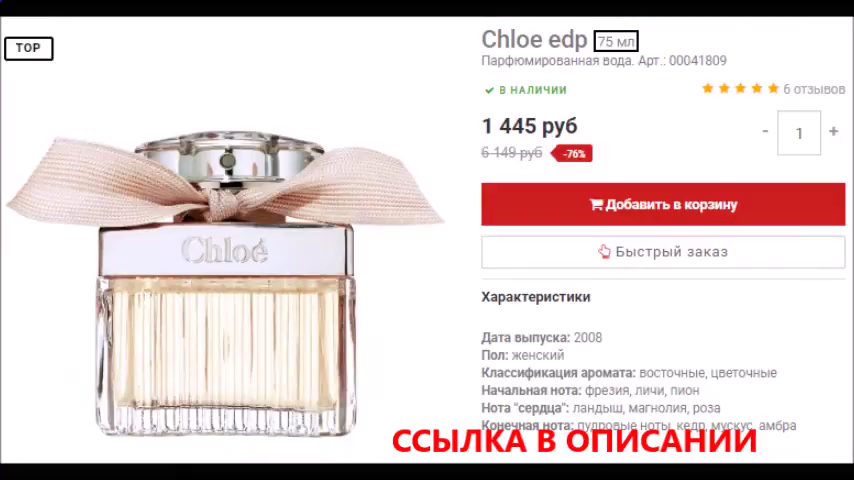 TOP
Chloé
Chloe edp 75 мл
Парфюмированная вода. Арт.: 00041809
В НАЛИЧИИ
6 отзывов
1 445 руб
6 149 руб -76%
- 1 +
Добавить в корзину
Быстрый заказ
Характеристики
Дата выпуска: 2008
Пол: женский
Классификация аромата: восточные, цветочные
Начальная нота: фрезия, личи, пион
Нота "сердца": ландыш, магнолия, роза
Конечная нота: пудровые ноты, кедр, мускус, амбра
ССЫЛКА В ОПИСАНИИ